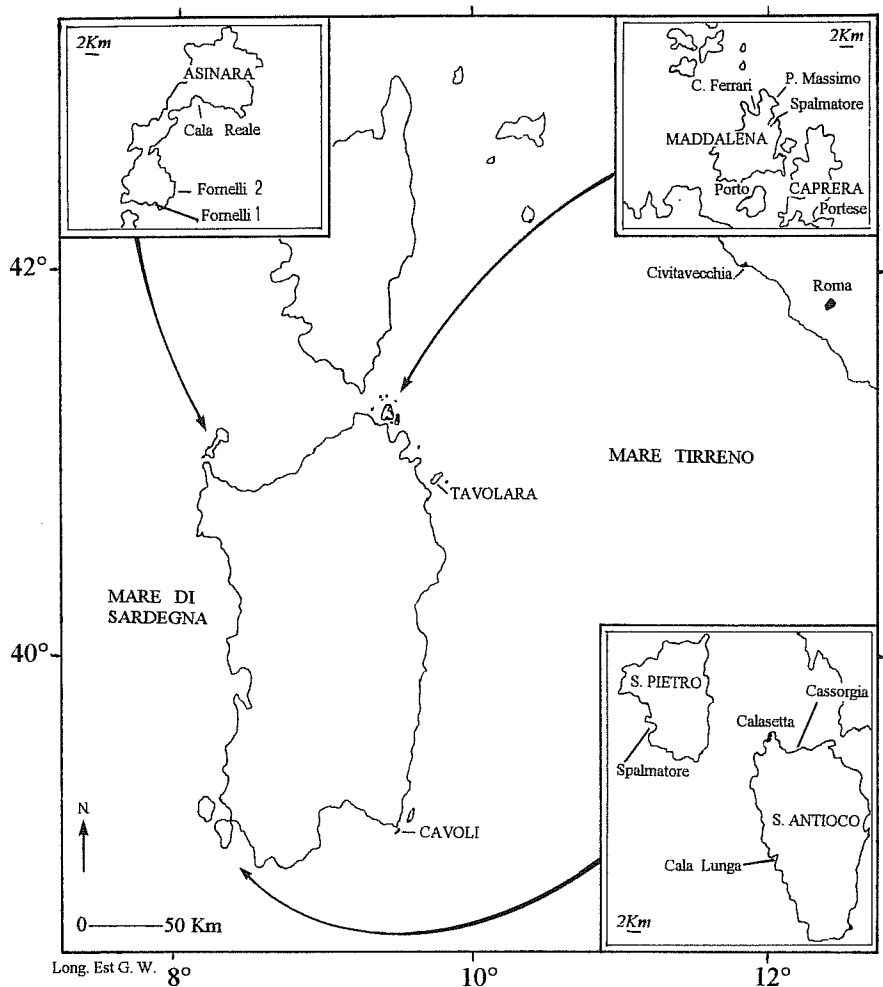 2Km
ASINARA
Cala Reale
Fornelli 2
Fornelli 1
2Km
P. Massimo
C. Ferrari
Spalmatore
MADDALENA
Porto
CAPRERA
Portese
42°
Civitavecchia
Roma
MARE TIRRENO
TAVOLARA
MARE DI
SARDEGNA
40°
S. PIETRO
Cassorgia
Calasetta
Spalmatore
S. ANTIOCO
Cala Lunga
2Km
N
CAVOLI
0 50 Km
Long. Est G. W.
8°
10°
12°